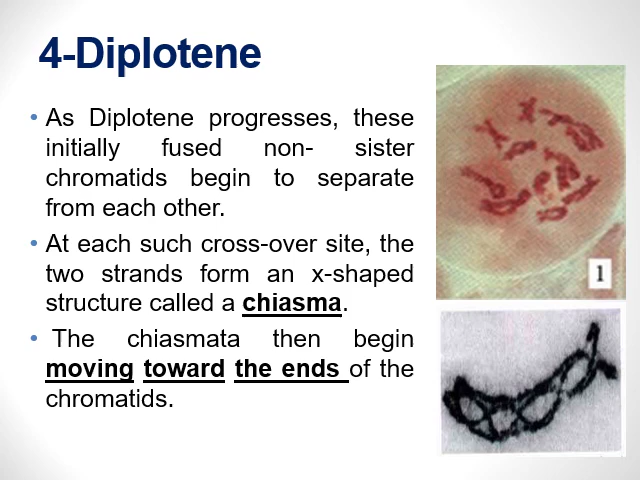 4-Diplotene
• As Diplotene progresses, these
initially fused non- sister
chromatids begin to separate
from each other.
• At each such cross-over site, the
two strands form an x-shaped
structure called a chiasma.
• The chiasmata then begin
moving toward the ends of the
chromatids.
1